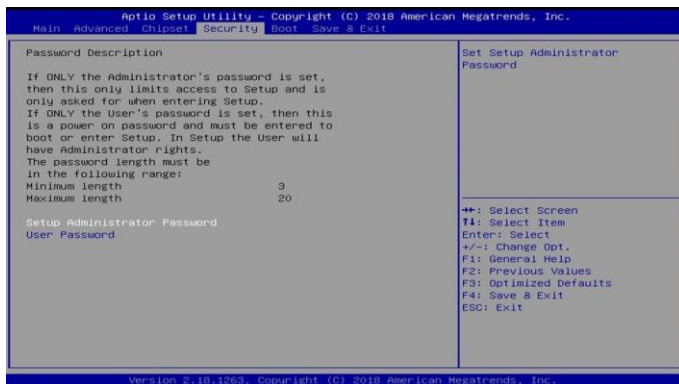 Aptio Setup Utility – Copyright (C) 2018 American Megatrends, Inc.
Main Advanced Chipset Security Boot Save & Exit
Password Description
If ONLY the Administrator's password is set,
then this only limits access to Setup and is
only asked for when entering Setup.
If ONLY the User's password is set, then this
is a power on password and must be entered to
boot or enter Setup. In Setup the User will
have Administrator rights.
The password length must be
in the following range:
Minimum length 3
Maximum length 20
Setup Administrator Password
User Password
Set Setup Administrator
Password
→←: Select Screen
↑↓: Select Item
Enter: Select
+/-: Change Opt.
F1: General Help
F2: Previous Values
F3: Optimized Defaults
F4: Save & Exit
ESC: Exit
Version 2.18.1263. Copyright (C) 2018 American Megatrends, Inc.